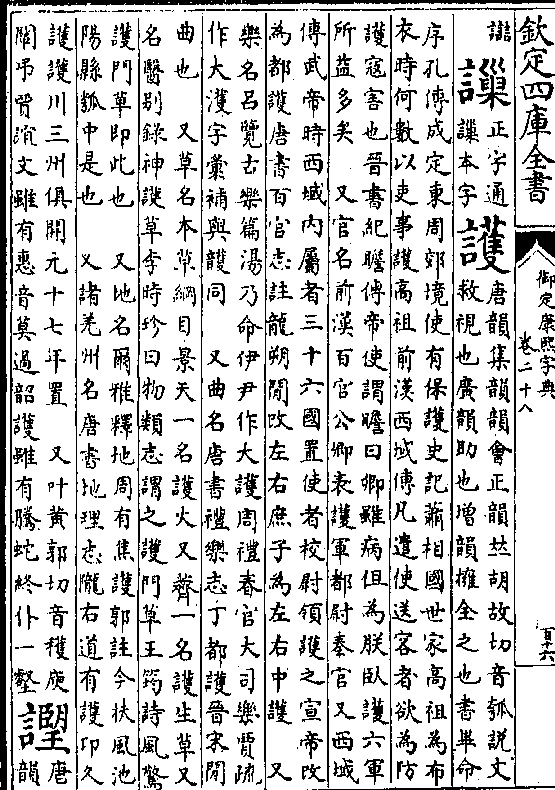 欽定四庫全書
御定康熙字典
卷二十八
百十六
譅 𧫷 正字通 𧫷本字 護 唐韻集韻韻會正韻𠀤胡故切音瓠說文
救視也廣韻助也增韻擁全之也書畢命
序孔傳成定東周郊境使有保護史記蕭相國世家高祖為布
衣時何數以吏事護高祖前漢西域傳凡遣使送客者欲為防
護寇害也晉書紀瞻傳帝使謂瞻曰卿雖病但為朕臥護六軍
所益多矣 又官名前漢百官公卿表護軍都尉秦官又西域
傳武帝時西域內屬者三十六國置使者校尉領護之宣帝改
為都護唐書百官志註龍朔間改左右庶子為左右中護 又
樂名呂覽古樂篇湯乃命伊尹作大護周禮春官大司樂賈疏
作大濩字彙補與頀同 又曲名唐書禮樂志丁都護晉宋間
曲也 又草名本草綱目景天一名護火又薺一名護生草又
名醫別錄神護草李時珍曰物類志謂之護門草王筠詩風驚
護門草即此也 又地名爾雅釋地周有焦護郭註今扶風池
陽縣瓠中是也 又諸羌州名唐書地理志隴右道有護邛久
護護川三州俱開元十七年置 又叶黃郭切音穫庾
闡弔賈誼文雖有惠音莫過韶護雖有騰蛇終仆一壑 𧭈 唐
韻